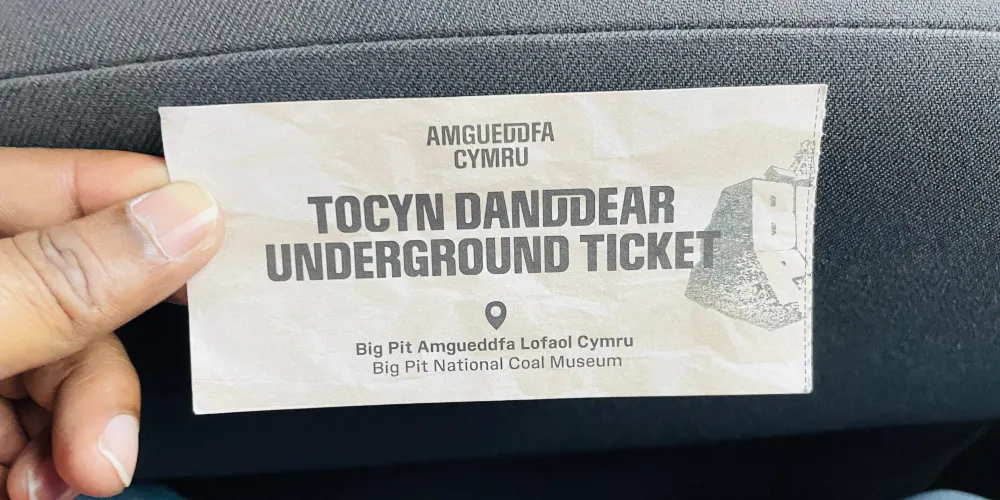 AMGUEDDFA
CYMRU
TOCYN DANDDEAR
UNDERGROUND TICKET
Big Pit Amgueddfa Lofaol Cymru
Big Pit National Coal Museum